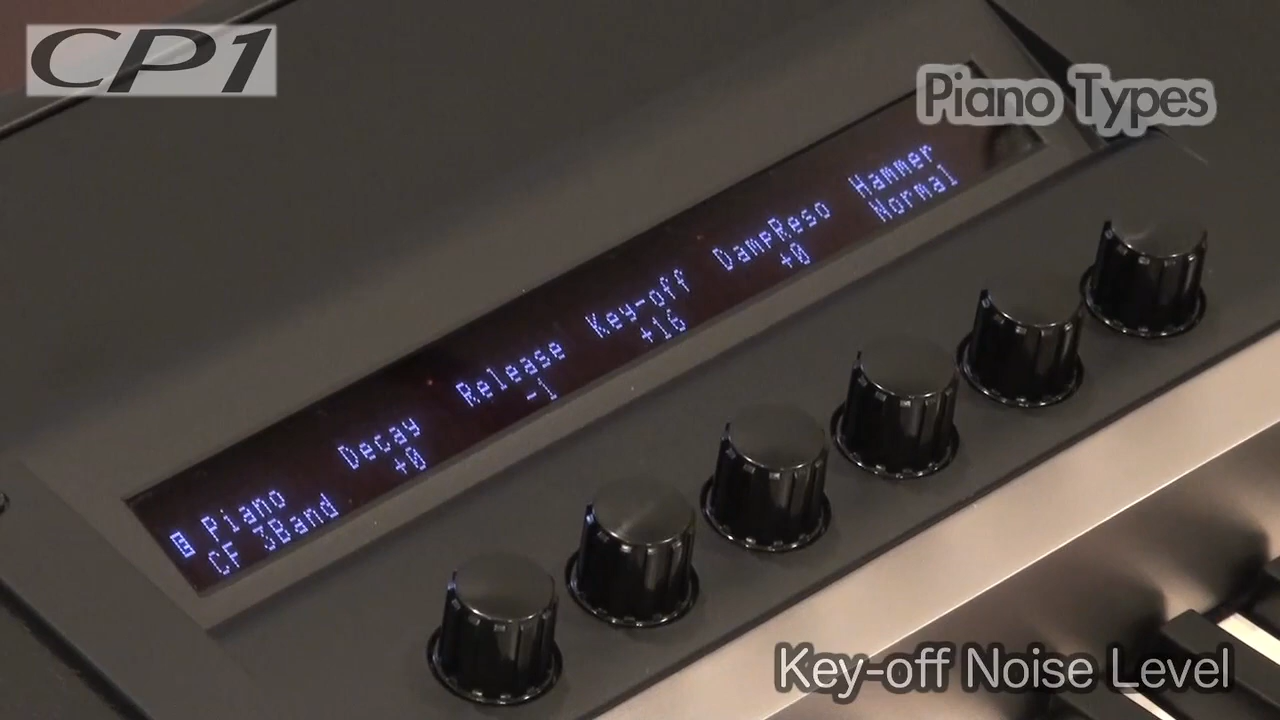 CP1
Piano Types
Piano Decay Release Key-off DampReso Hammer
CF 3Band +0 -1 +16 +0 Normal
Key-off Noise Level